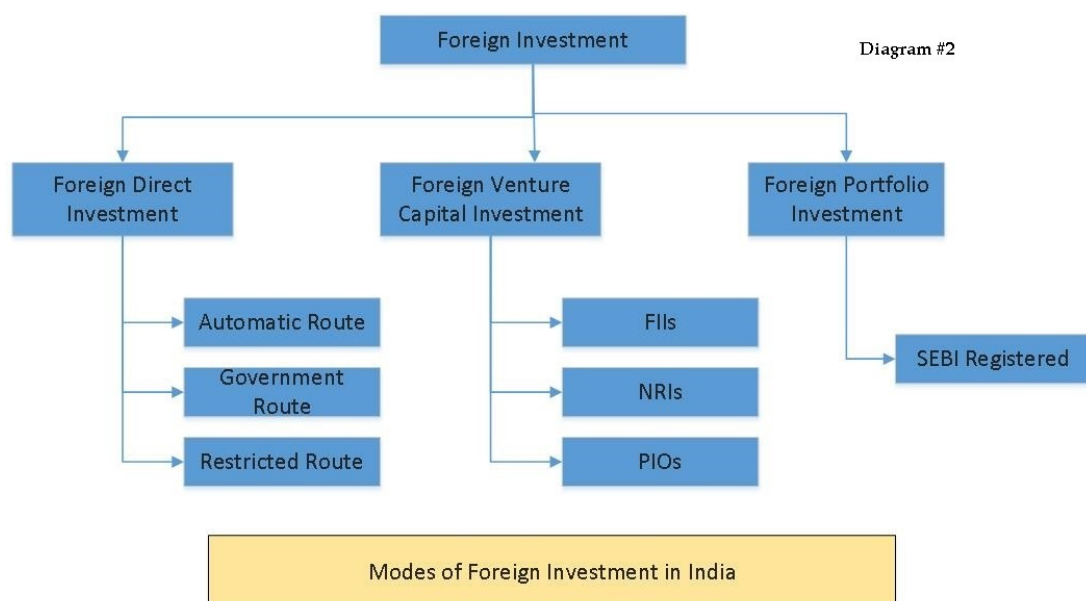 Foreign Investment
Diagram #2
Foreign Direct
Investment
Foreign Venture
Capital Investment
Foreign Portfolio
Investment
Automatic Route
Government
Route
Restricted Route
FIIs
NRIs
PIOs
SEBI Registered
Modes of Foreign Investment in India